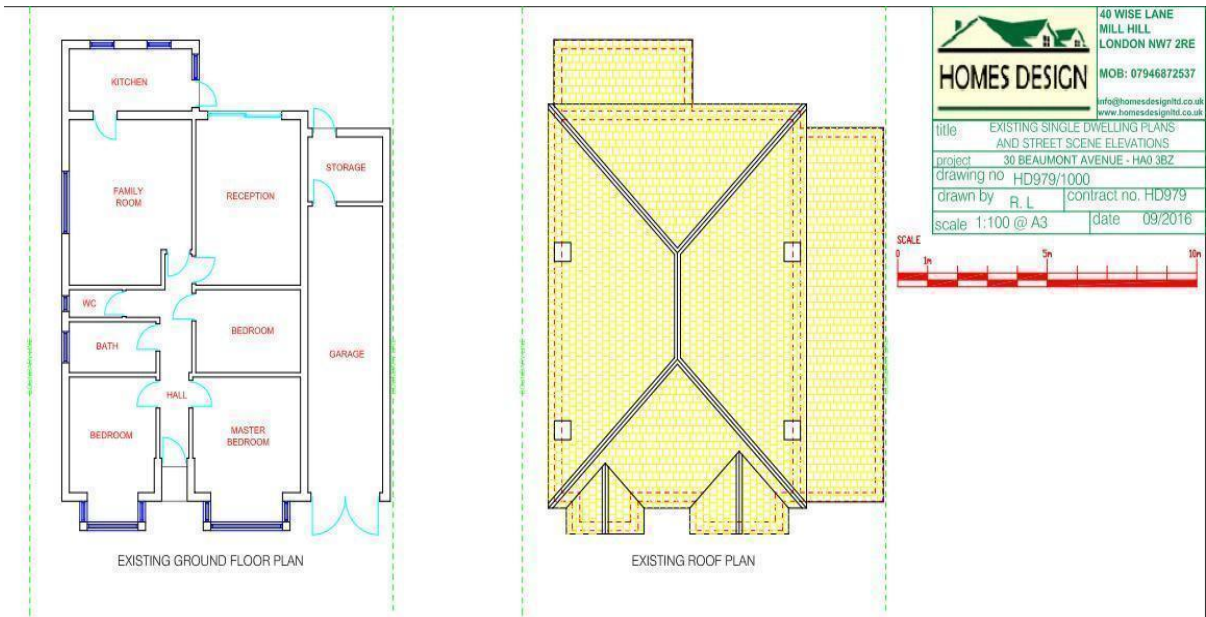 KITCHEN
FAMILY
ROOM
RECEPTION
STORAGE
WC
BATH
BEDROOM
GARAGE
HALL
BEDROOM
MASTER
BEDROOM
EXISTING GROUND FLOOR PLAN
EXISTING ROOF PLAN
HOMES DESIGN
40 WISE LANE
MILL HILL
LONDON NW7 2RE
MOB: 07946872537
info@homesdesignltd.co.uk
www.homesdesignltd.co.uk
title EXISTING SINGLE DWELLING PLANS
AND STREET SCENE ELEVATIONS
project 30 BEAUMONT AVENUE - HA0 3BZ
drawing no HD979/1000
drawn by R. L contract no. HD979
scale 1:100 @ A3 date 09/2016
SCALE
0 1m 5m 10m